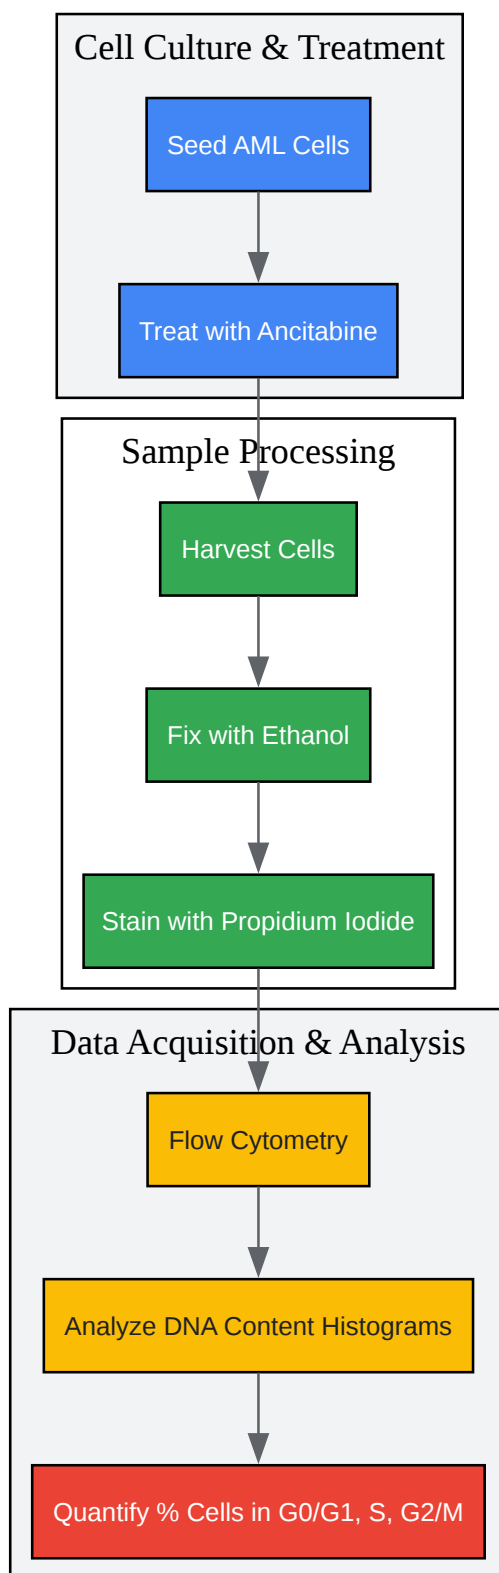 Cell Culture & Treatment
Seed AML Cells
Treat with Ancitabine
Sample Processing
Harvest Cells
Fix with Ethanol
Stain with Propidium Iodide
Data Acquisition & Analysis
Flow Cytometry
Analyze DNA Content Histograms
Quantify % Cells in G0/G1, S, G2/M